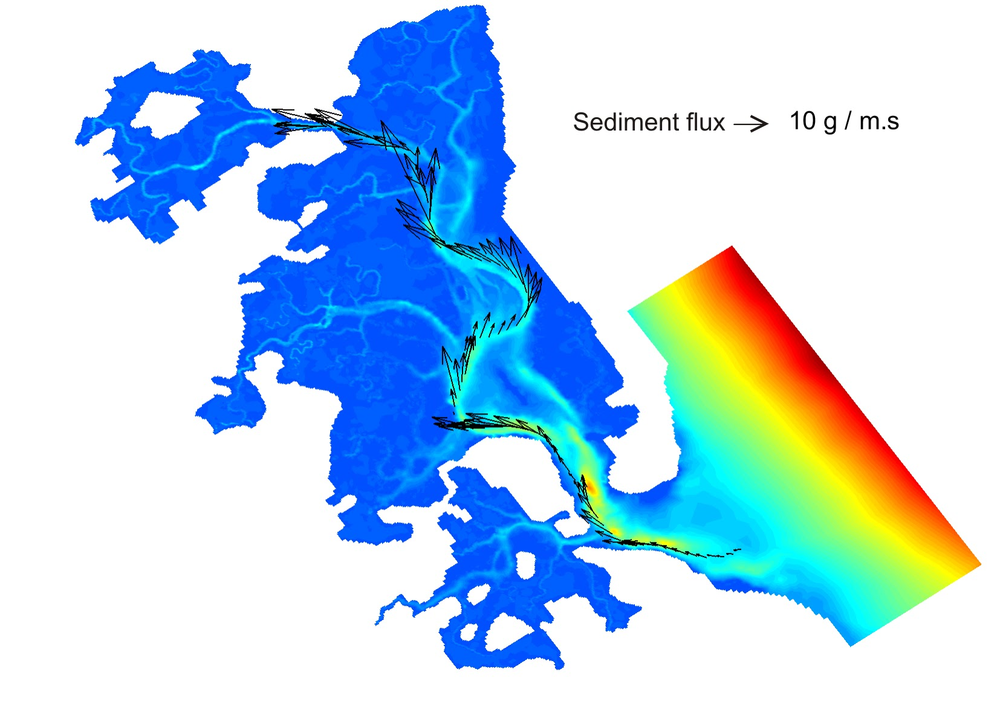 Sediment flux → 10 g / m.s